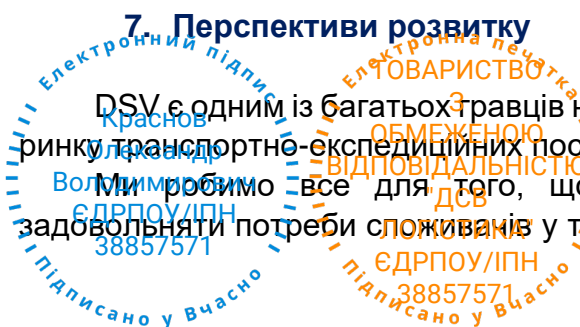 7. Перспективи розвитку
DSV є одним із багатьох гравців
ринку транспортно-експедиційних пос
Ми робимо все для того, що
задовольняти потреби споживачів у т
Електронний підпис
Краснов
Олександр
Володимирович
ЄДРПОУ/ІПН
38857571
Підписано у Вчасно
Електронна печатка
ТОВАРИСТВО
З
ОБМЕЖЕНОЮ
ВІДПОВІДАЛЬНІСТЮ
"ДСВ
ЛОГІСТИКА"
ЄДРПОУ/ІПН
38857571
Підписано у Вчасно